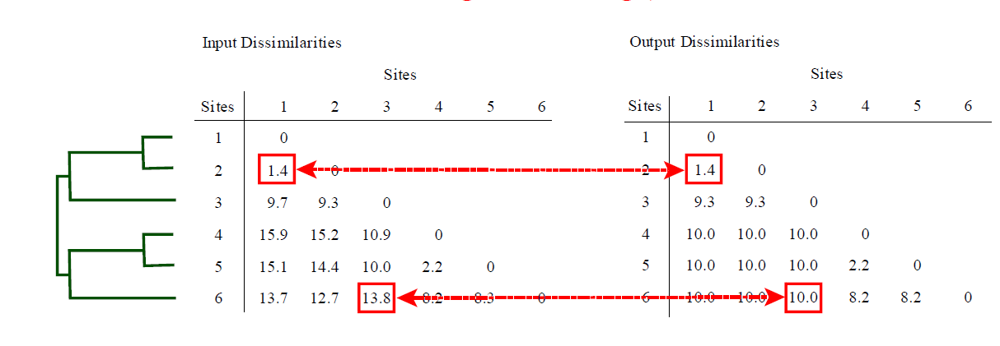 Input Dissimilarities Output Dissimilarities
Sites Sites
Sites 1 2 3 4 5 6 Sites 1 2 3 4 5 6
1 0 1 0
2 1.4 0 2 1.4 0
3 9.7 9.3 0 3 9.3 9.3 0
4 15.9 15.2 10.9 0 4 10.0 10.0 10.0 0
5 15.1 14.4 10.0 2.2 0 5 10.0 10.0 10.0 2.2 0
6 13.7 12.7 13.8 8.2 8.3 0 6 10.0 10.0 10.0 8.2 8.2 0